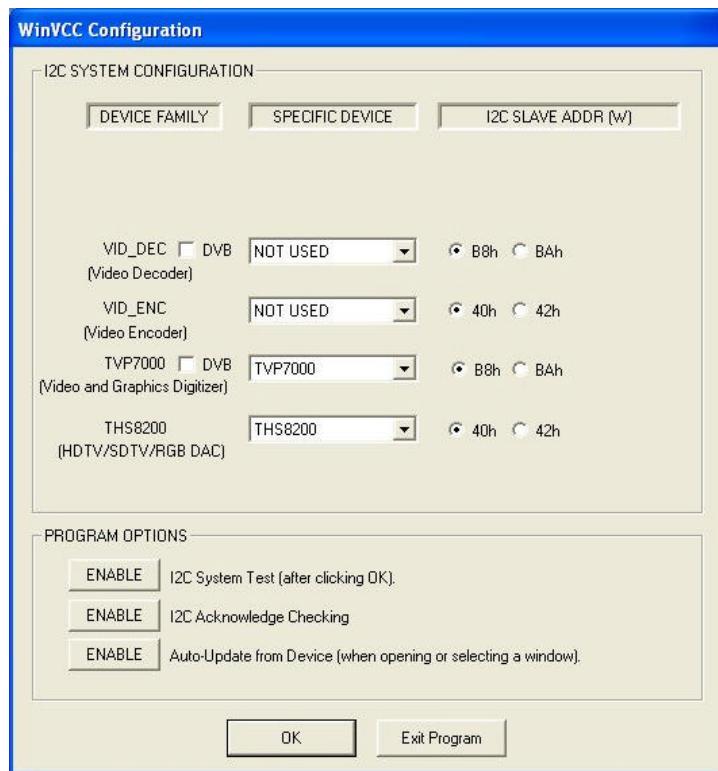 WinVCC Configuration
I2C SYSTEM CONFIGURATION
DEVICE FAMILY SPECIFIC DEVICE I2C SLAVE ADDR (W)
VID_DEC DVB NOT USED B8h BAh
(Video Decoder)
VID_ENC NOT USED 40h 42h
(Video Encoder)
TVP7000 DVB TVP7000 B8h BAh
(Video and Graphics Digitizer)
THS8200 THS8200 40h 42h
(HDTV/SDTV/RGB DAC)
PROGRAM OPTIONS
ENABLE I2C System Test (after clicking OK).
ENABLE I2C Acknowledge Checking
ENABLE Auto-Update from Device (when opening or selecting a window).
OK Exit Program